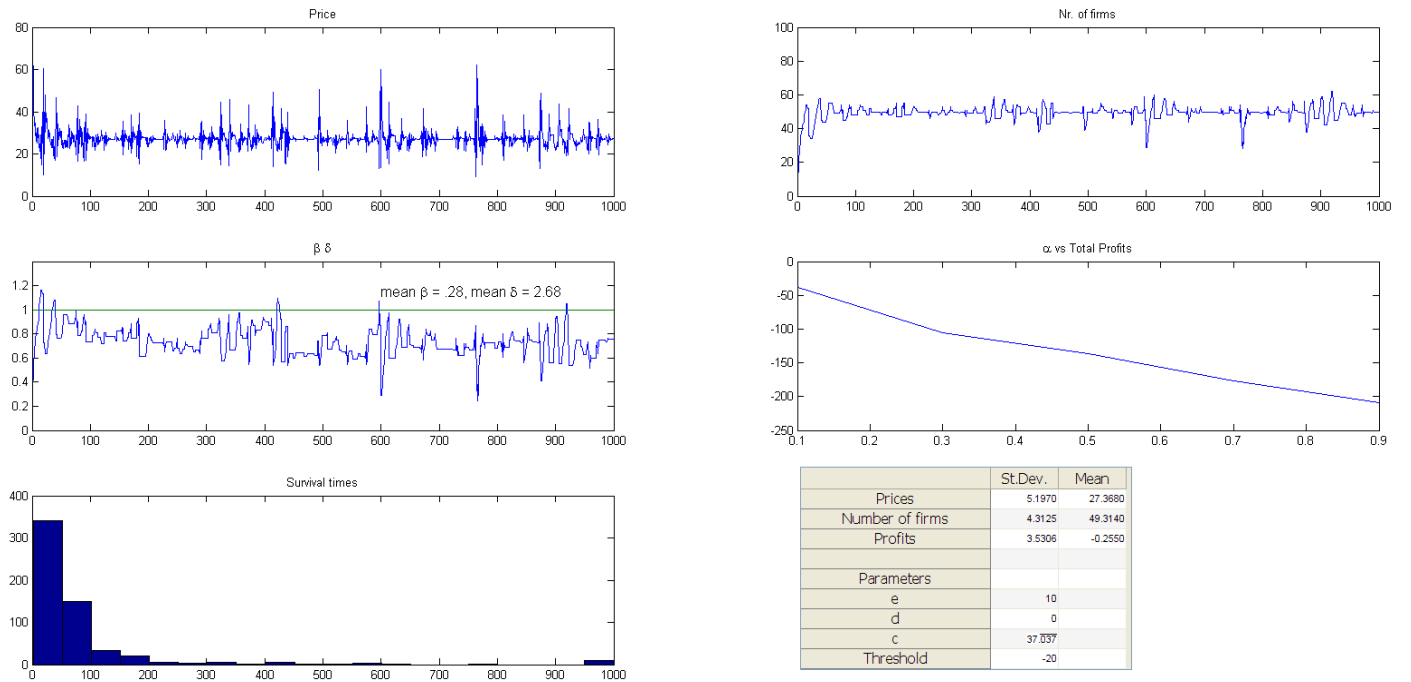 Price
80
60
40
20
0
0 100 200 300 400 500 600 700 800 900 1000
Nr. of firms
100
80
60
40
20
0
0 100 200 300 400 500 600 700 800 900 1000
β δ
mean β = .28, mean δ = 2.68
1.2
1
0.8
0.6
0.4
0.2
0
0 100 200 300 400 500 600 700 800 900 1000
α vs Total Profits
0
-50
-100
-150
-200
-250
0.1 0.2 0.3 0.4 0.5 0.6 0.7 0.8 0.9
Survival times
400
300
200
100
0
0 100 200 300 400 500 600 700 800 900 1000
St.Dev. Mean
Prices 5.1970 27.3680
Number of firms 4.3125 49.3140
Profits 3.5306 -0.2550
Parameters
e 10
d 0
c 37.0̅3̅7̅
Threshold -20